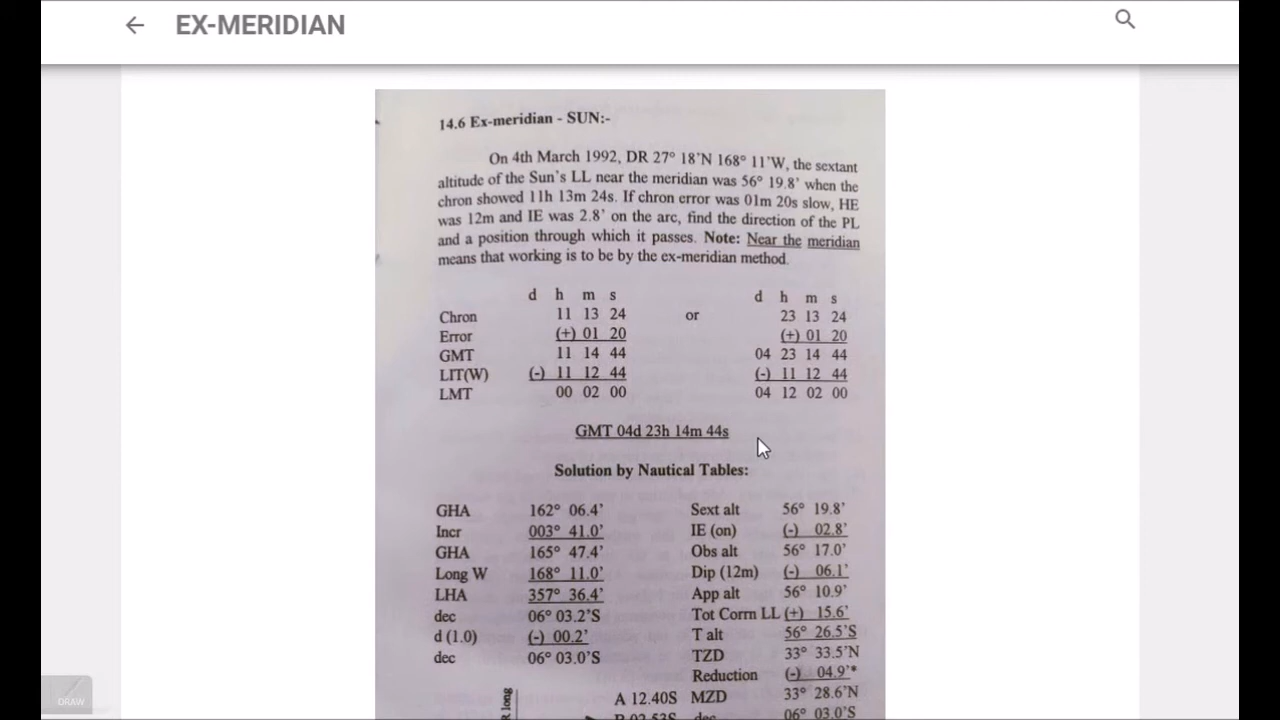 EX-MERIDIAN
14.6 Ex-meridian - SUN:-
On 4th March 1992, DR 27° 18'N 168° 11'W, the sextant
altitude of the Sun's LL near the meridian was 56° 19.8' when the
chron showed 11h 13m 24s. If chron error was 01m 20s slow, HE
was 12m and IE was 2.8' on the arc, find the direction of the PL
and a position through which it passes. Note: Near the meridian
means that working is to be by the ex-meridian method.
d h m s d h m s
Chron 11 13 24 or 23 13 24
Error (+) 01 20 (+) 01 20
GMT 11 14 44 04 23 14 44
LIT(W) (-) 11 12 44 (-) 11 12 44
LMT 00 02 00 04 12 02 00
GMT 04d 23h 14m 44s
Solution by Nautical Tables:
GHA 162° 06.4' Sext alt 56° 19.8'
Incr 003° 41.0' IE (on) (-) 02.8'
GHA 165° 47.4' Obs alt 56° 17.0'
Long W 168° 11.0' Dip (12m) (-) 06.1'
LHA 357° 36.4' App alt 56° 10.9'
dec 06° 03.2'S Tot Corrn LL (+) 15.6'
d (1.0) (-) 00.2' T alt 56° 26.5'S
dec 06° 03.0'S TZD 33° 33.5'N
Reduction (-) 04.9'*
R long A 12.40S MZD 33° 28.6'N
B 02.53S dec 06° 03.0'S
DRAW